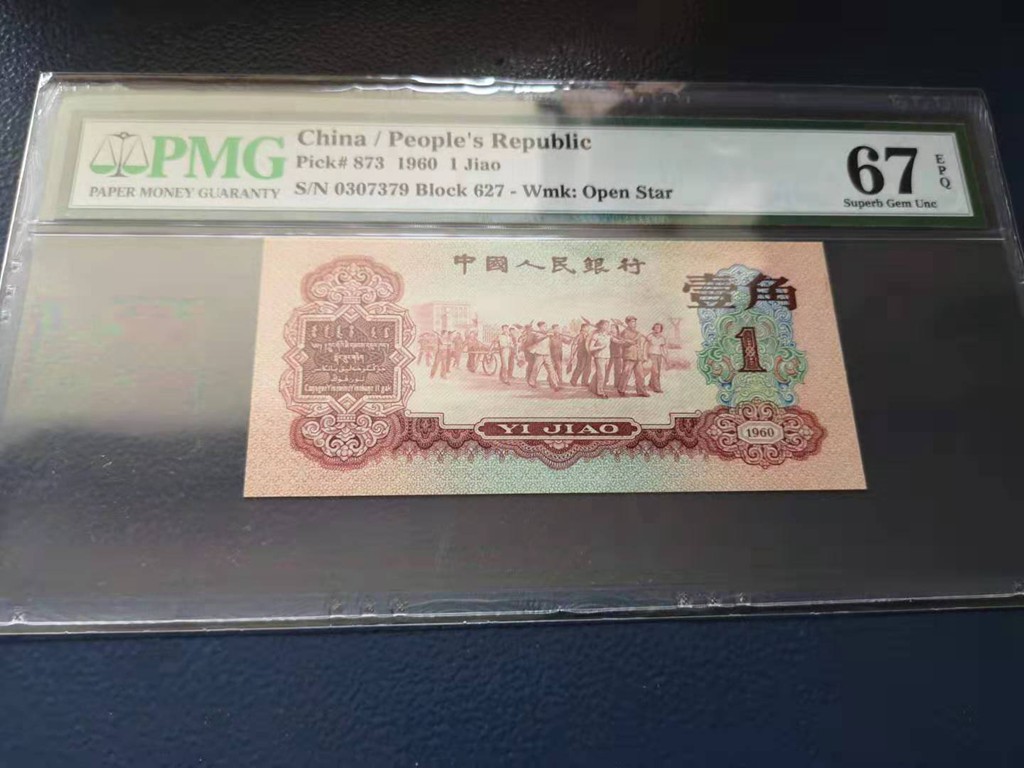 PMG
PAPER MONEY GUARANTY
China / People's Republic
Pick# 873 1960 1 Jiao
S/N 0307379 Block 627 - Wmk: Open Star
67
EPQ
Superb Gem Unc
中國人民銀行
壹角
1
YI JIAO
1960